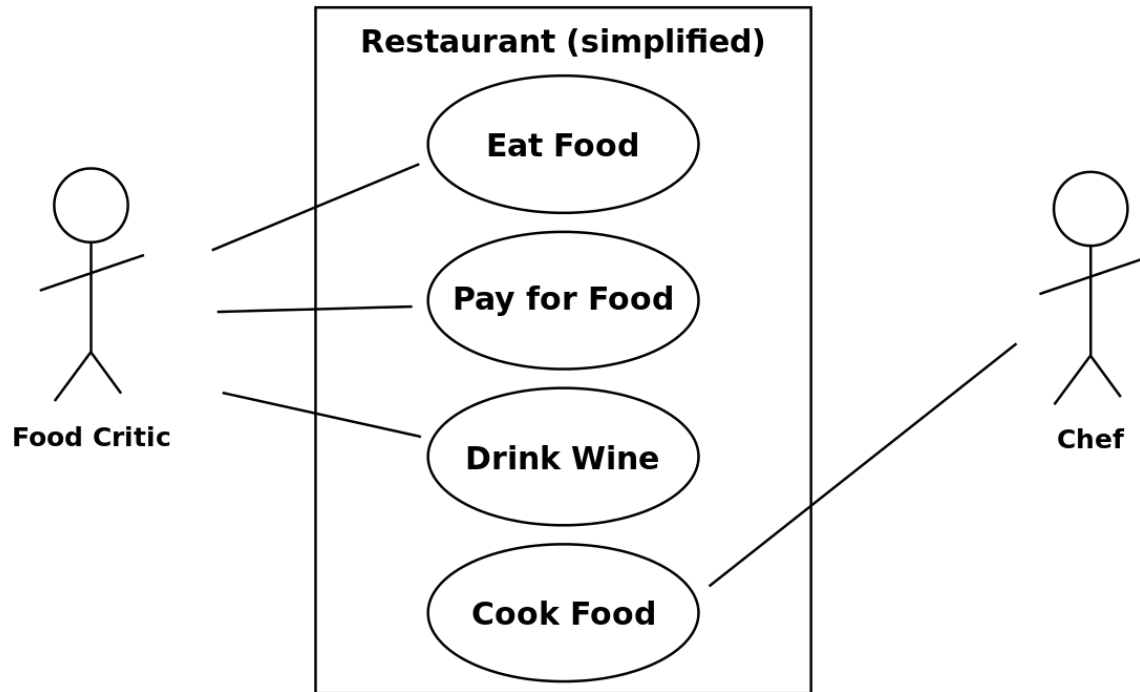 Restaurant (simplified)
Eat Food
Pay for Food
Drink Wine
Cook Food
Food Critic
Chef